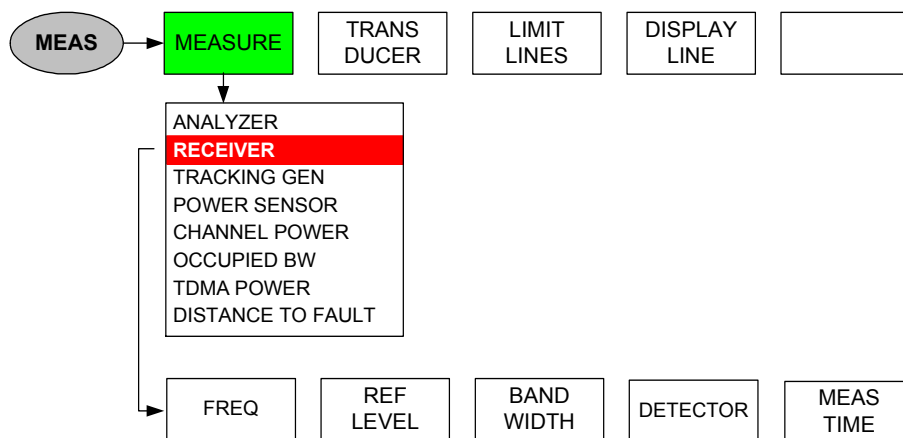 MEAS
MEASURE
TRANS
DUCER
LIMIT
LINES
DISPLAY
LINE
ANALYZER
RECEIVER
TRACKING GEN
POWER SENSOR
CHANNEL POWER
OCCUPIED BW
TDMA POWER
DISTANCE TO FAULT
FREQ
REF
LEVEL
BAND
WIDTH
DETECTOR
MEAS
TIME